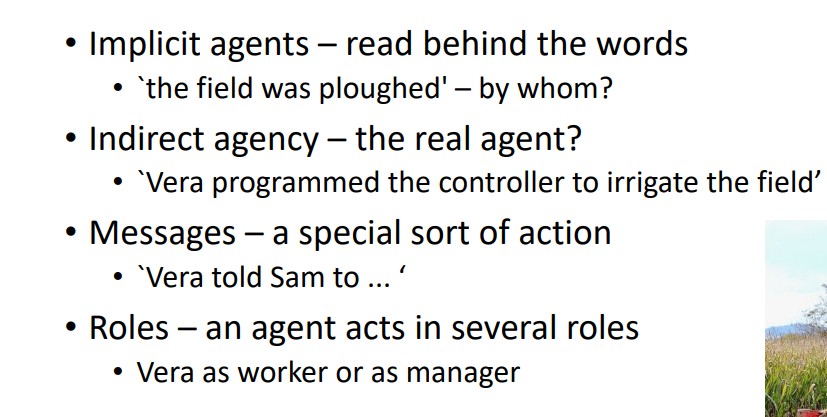 • Implicit agents – read behind the words
• `the field was ploughed' – by whom?
• Indirect agency – the real agent?
• `Vera programmed the controller to irrigate the field’
• Messages – a special sort of action
• `Vera told Sam to ... ‘
• Roles – an agent acts in several roles
• Vera as worker or as manager